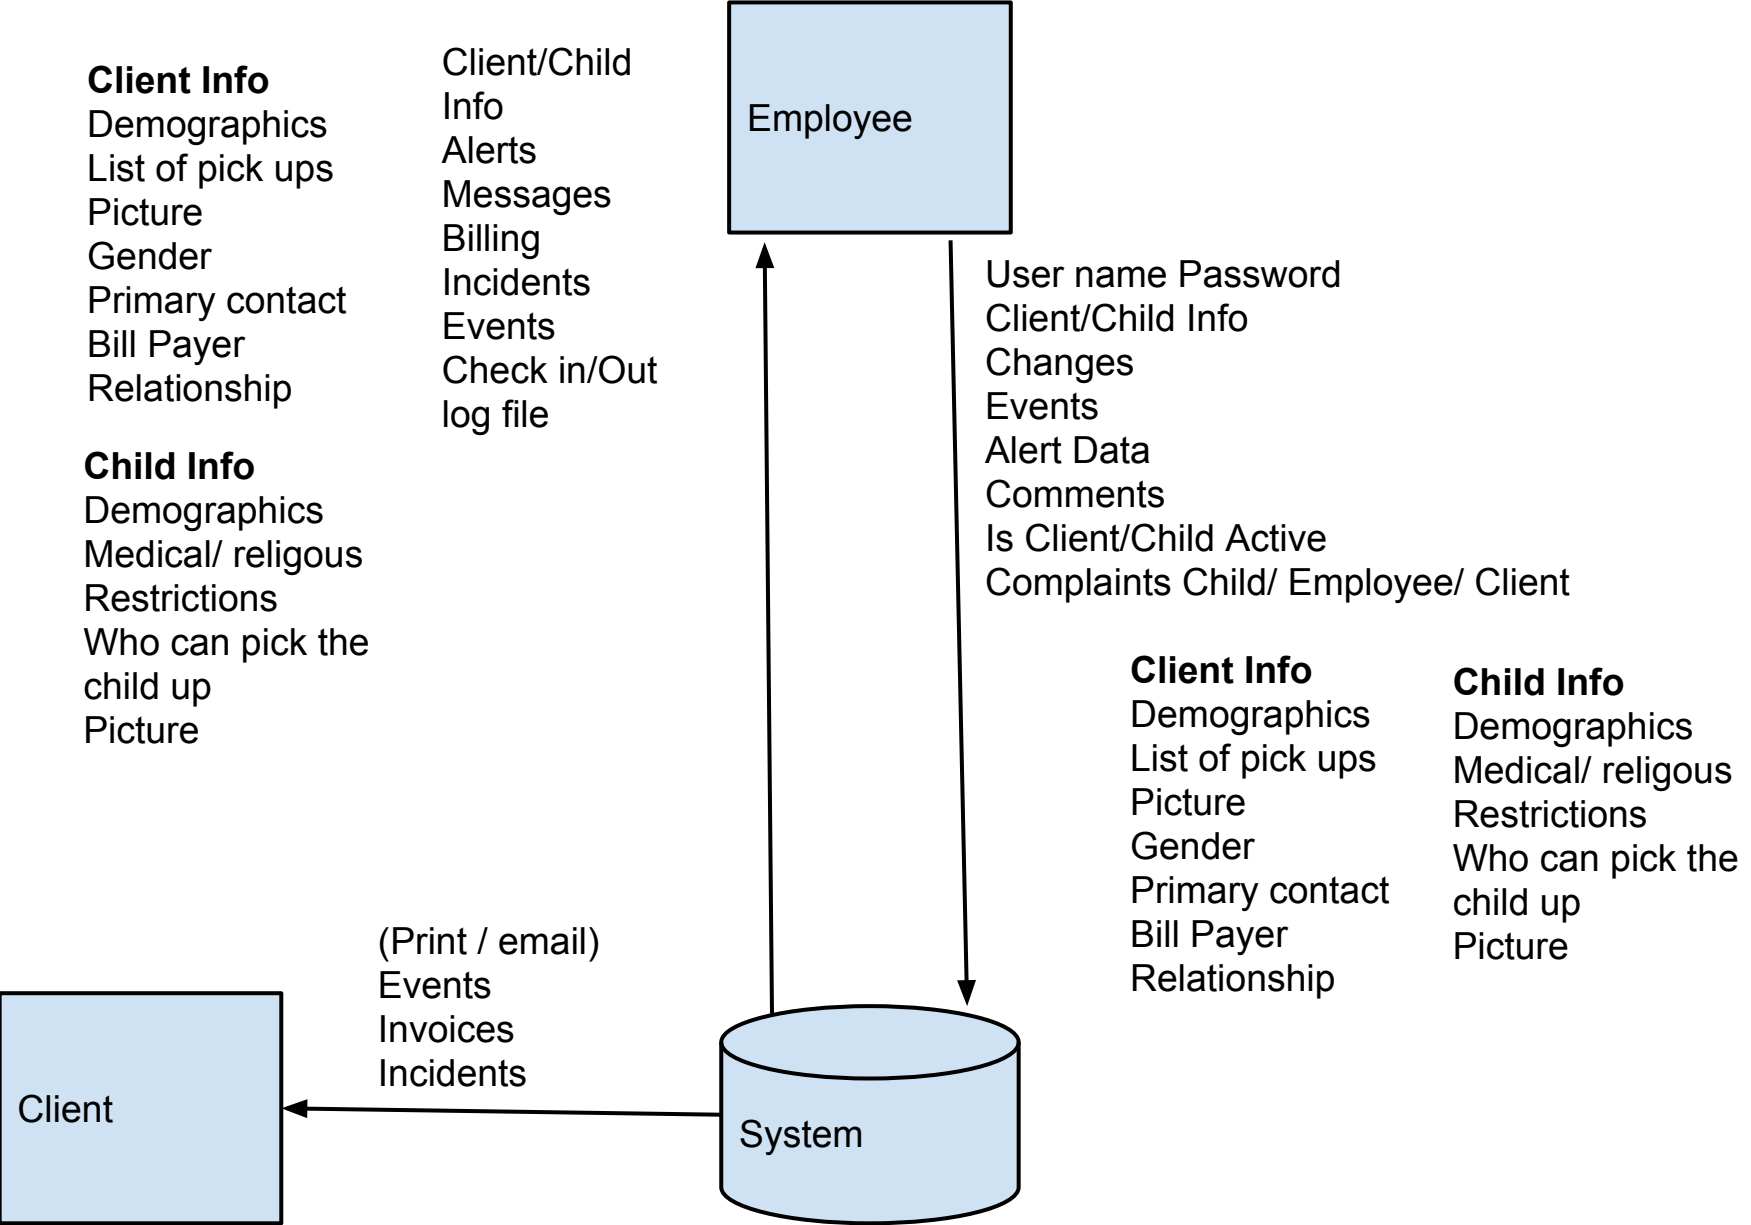 Client Info
Demographics
List of pick ups
Picture
Gender
Primary contact
Bill Payer
Relationship
Child Info
Demographics
Medical/ religous
Restrictions
Who can pick the
child up
Picture
Client/Child
Info
Alerts
Messages
Billing
Incidents
Events
Check in/Out
log file
Employee
User name Password
Client/Child Info
Changes
Events
Alert Data
Comments
Is Client/Child Active
Complaints Child/ Employee/ Client
Client Info
Demographics
List of pick ups
Picture
Gender
Primary contact
Bill Payer
Relationship
Child Info
Demographics
Medical/ religous
Restrictions
Who can pick the
child up
Picture
(Print / email)
Events
Invoices
Incidents
Client
System